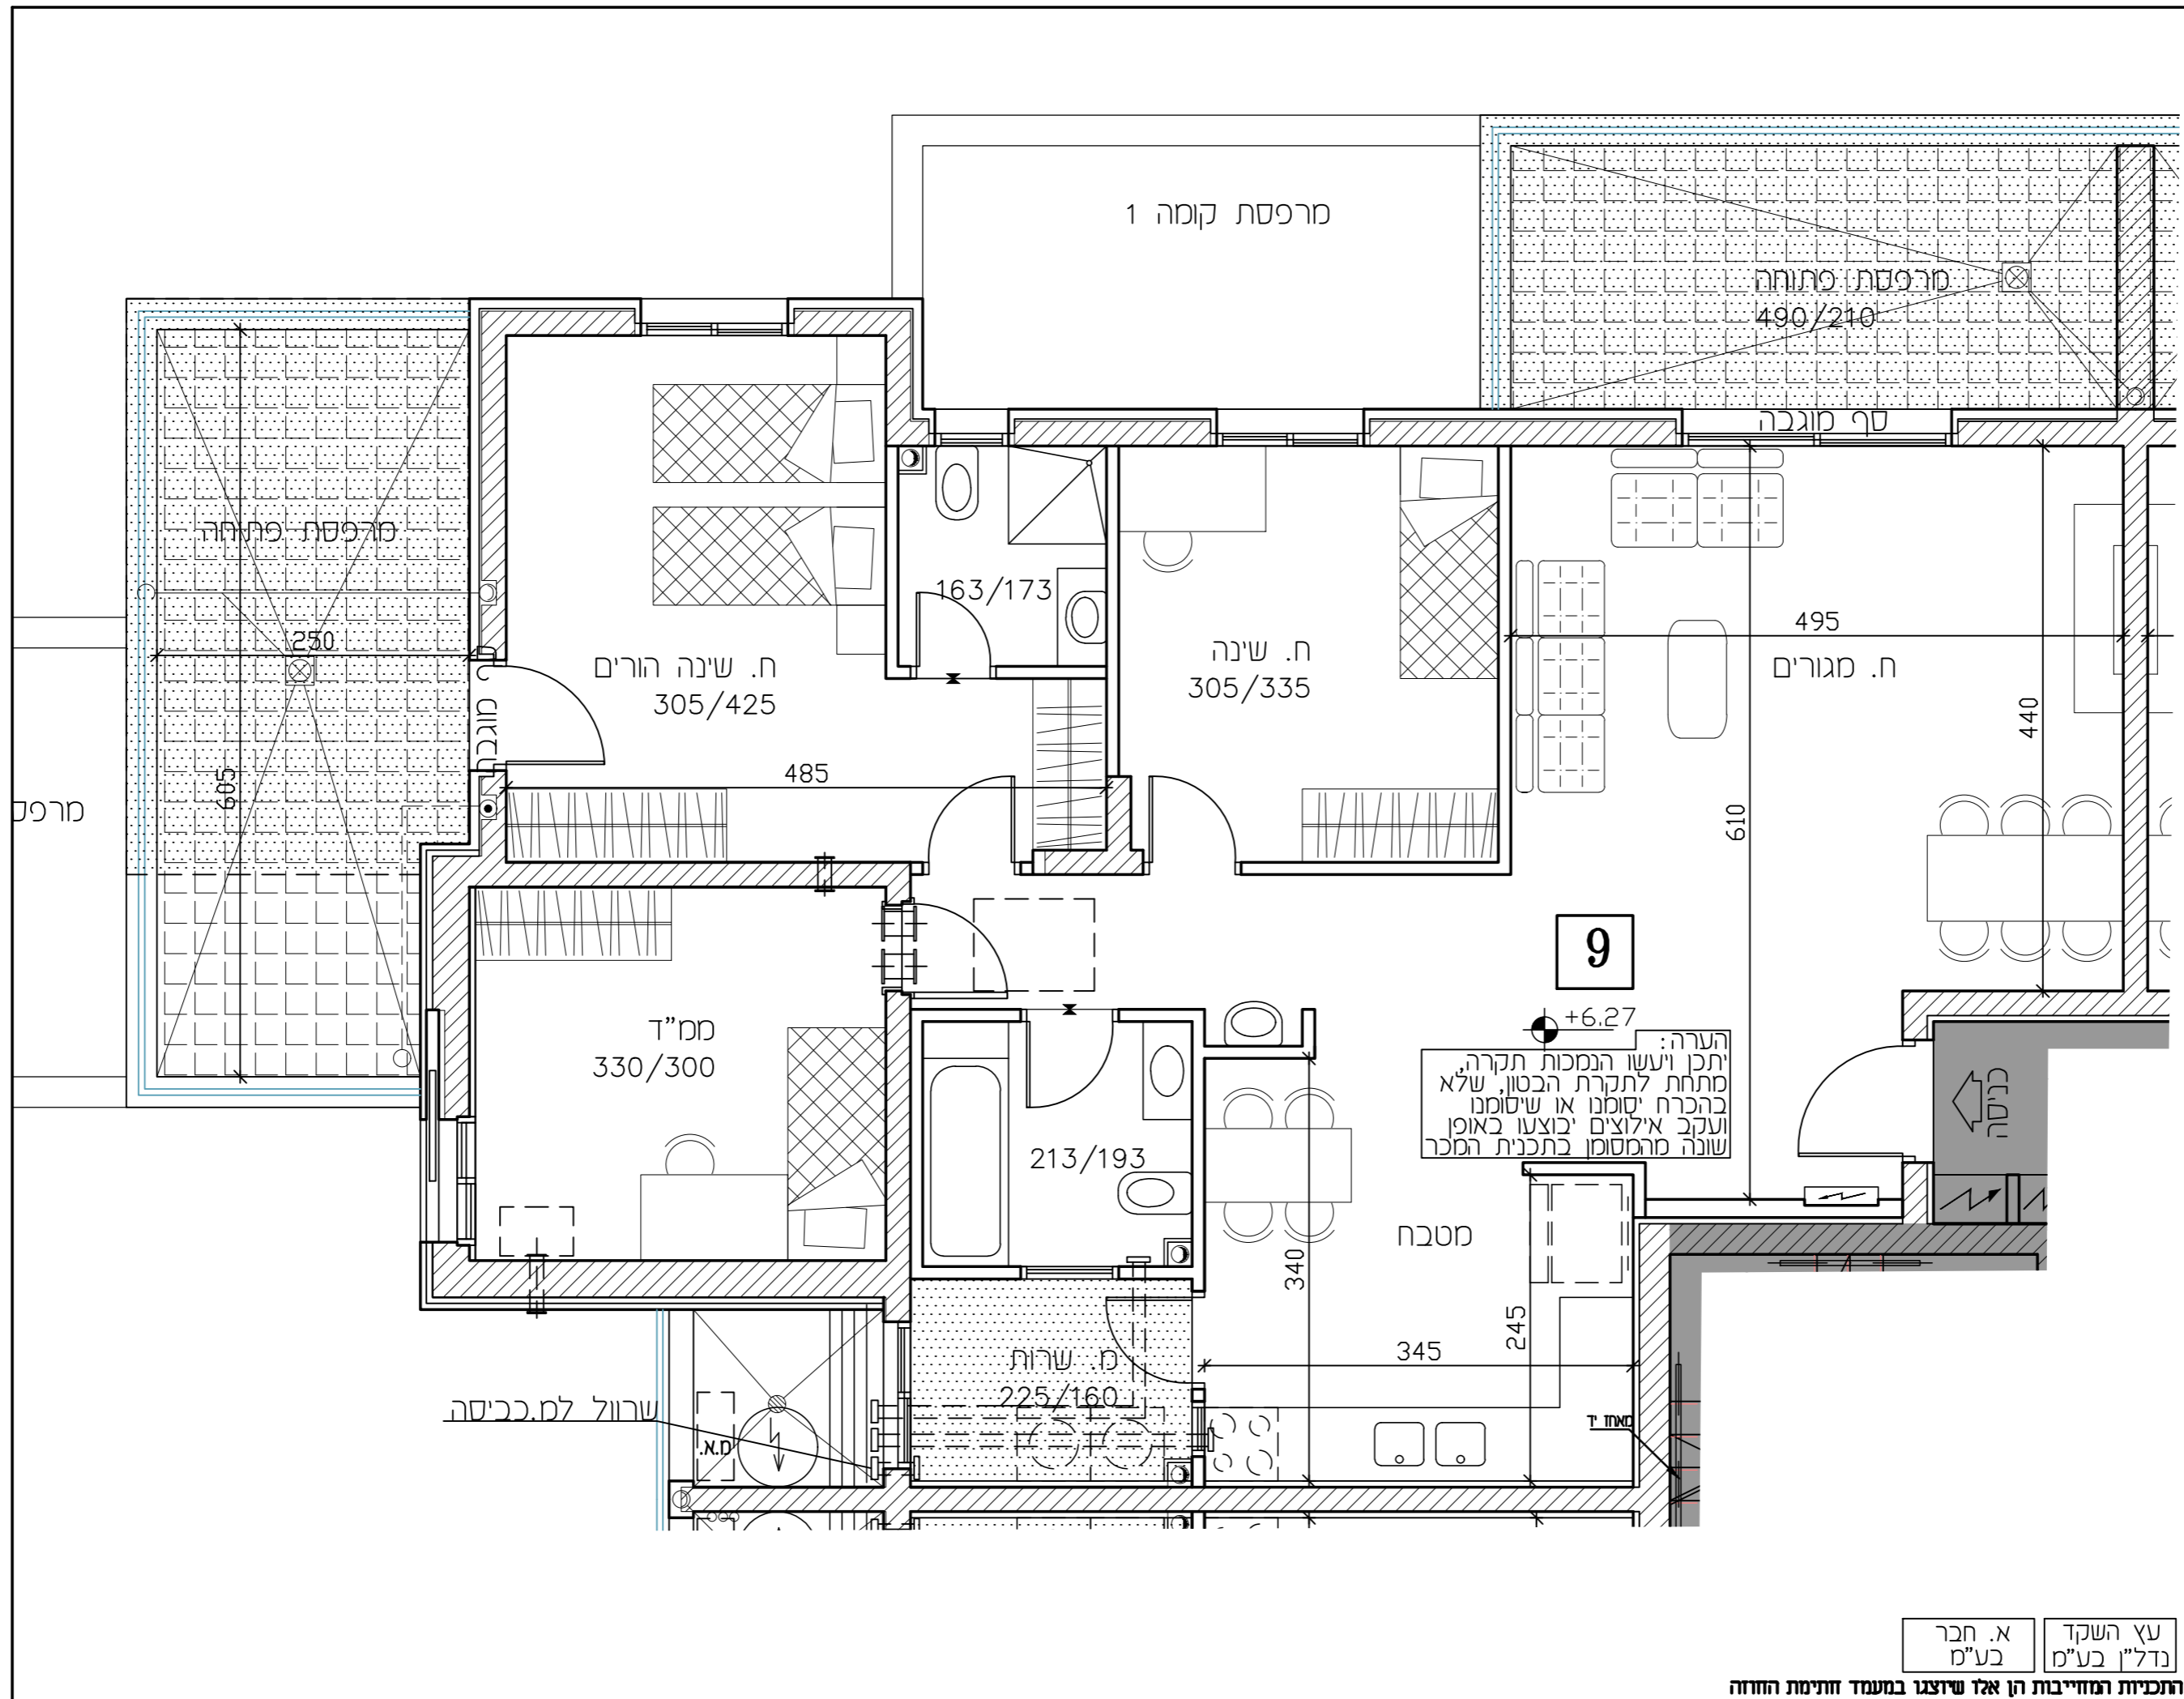 מרפסת קומה 1
מרפסת פתוחה
490/210
סף מוגבה
מרפסת פתוחה
250
605
סף מוגבה
מרפס
ח. שינה הורים
305/425
485
163/173
ח. שינה
305/335
495
ח. מגורים
440
610
9
+6.27
הערה:
יתכן ויעשו הנמכות תקרה,
מתחת לתקרת הבטון, שלא
בהכרח יסומנו או שיסומנו
ועקב אילוצים יבוצעו באופן
שונה מהמסומן בתכנית המכר
כניסה
ממ"ד
330/300
213/193
מטבח
340
245
345
מ. שרות
225/160
שרוול למ.כביסה
מ.א.
מאחז יד
עץ השקד
נדל"ן בע"מ
א. חבר
בע"מ
התכניות המחייבות הן אלו שיוצגו במעמד חתימת החוזה